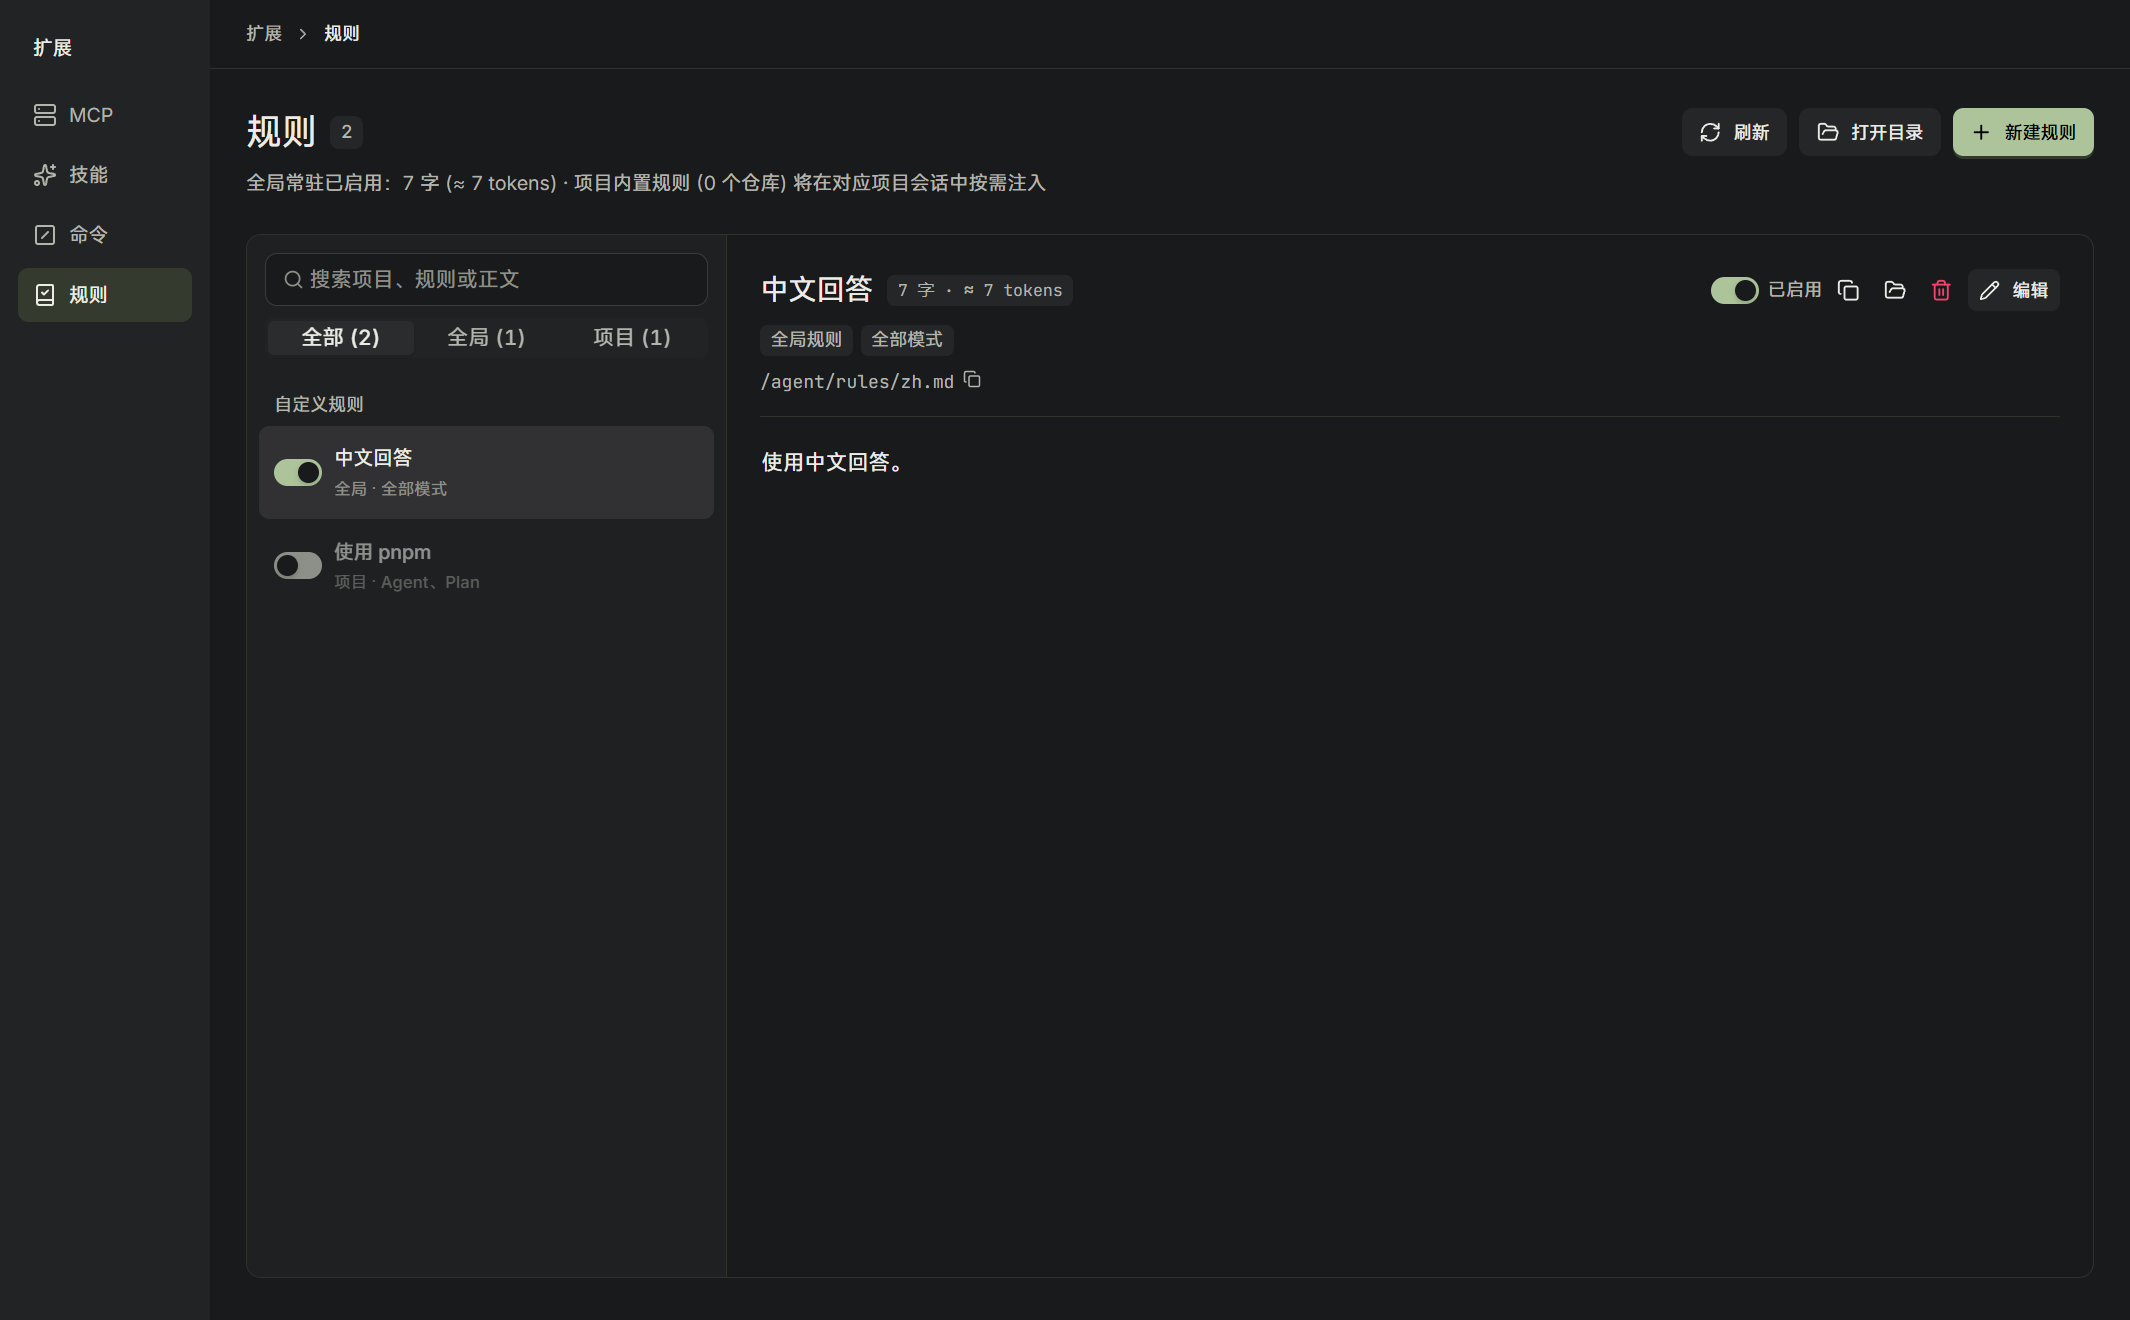 扩展
MCP
技能
命令
规则
扩展 > 规则
规则 2
刷新
打开目录
新建规则
全局常驻已启用：7 字 (≈ 7 tokens) · 项目内置规则 (0 个仓库) 将在对应项目会话中按需注入
搜索项目、规则或正文
全部 (2)
全局 (1)
项目 (1)
自定义规则
中文回答
全局 · 全部模式
使用 pnpm
项目 · Agent、Plan
中文回答 7 字 · ≈ 7 tokens
已启用
编辑
全局规则 全部模式
/agent/rules/zh.md
使用中文回答。